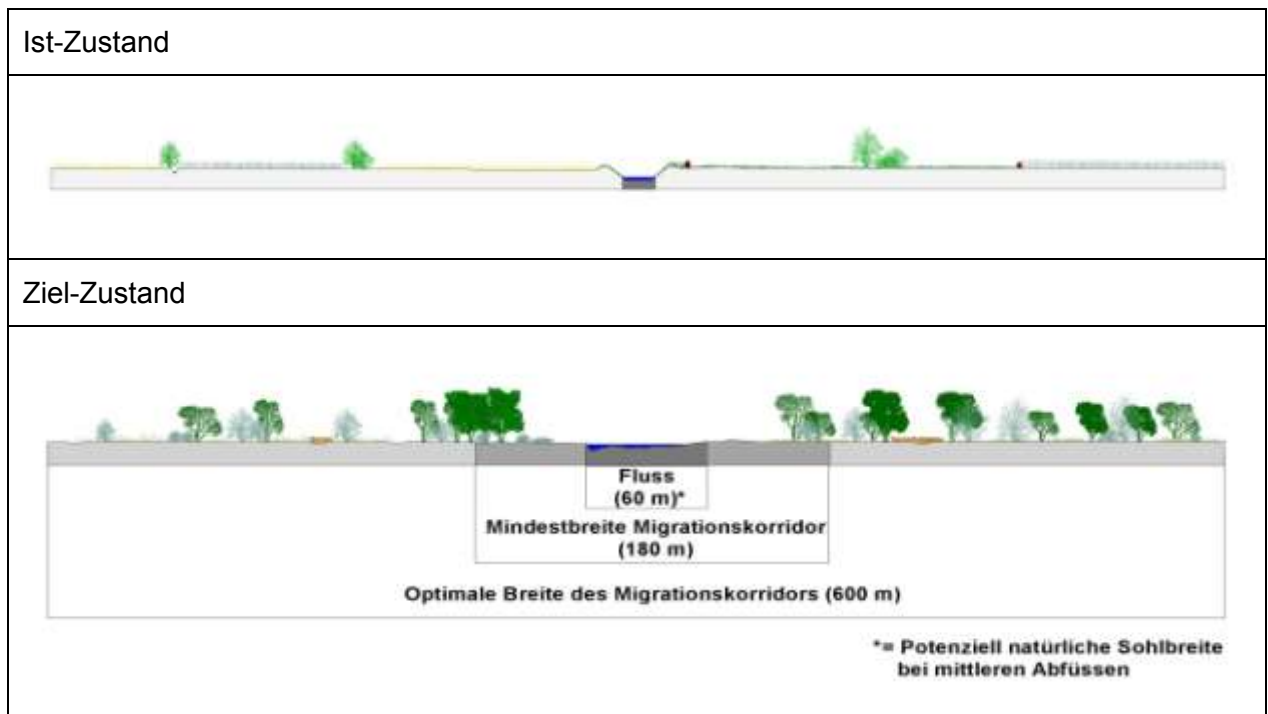 Ist-Zustand
Ziel-Zustand
Fluss
(60 m)*
Mindestbreite Migrationskorridor
(180 m)
Optimale Breite des Migrationskorridors (600 m)
*= Potenziell natürliche Sohlbreite
bei mittleren Abfüssen